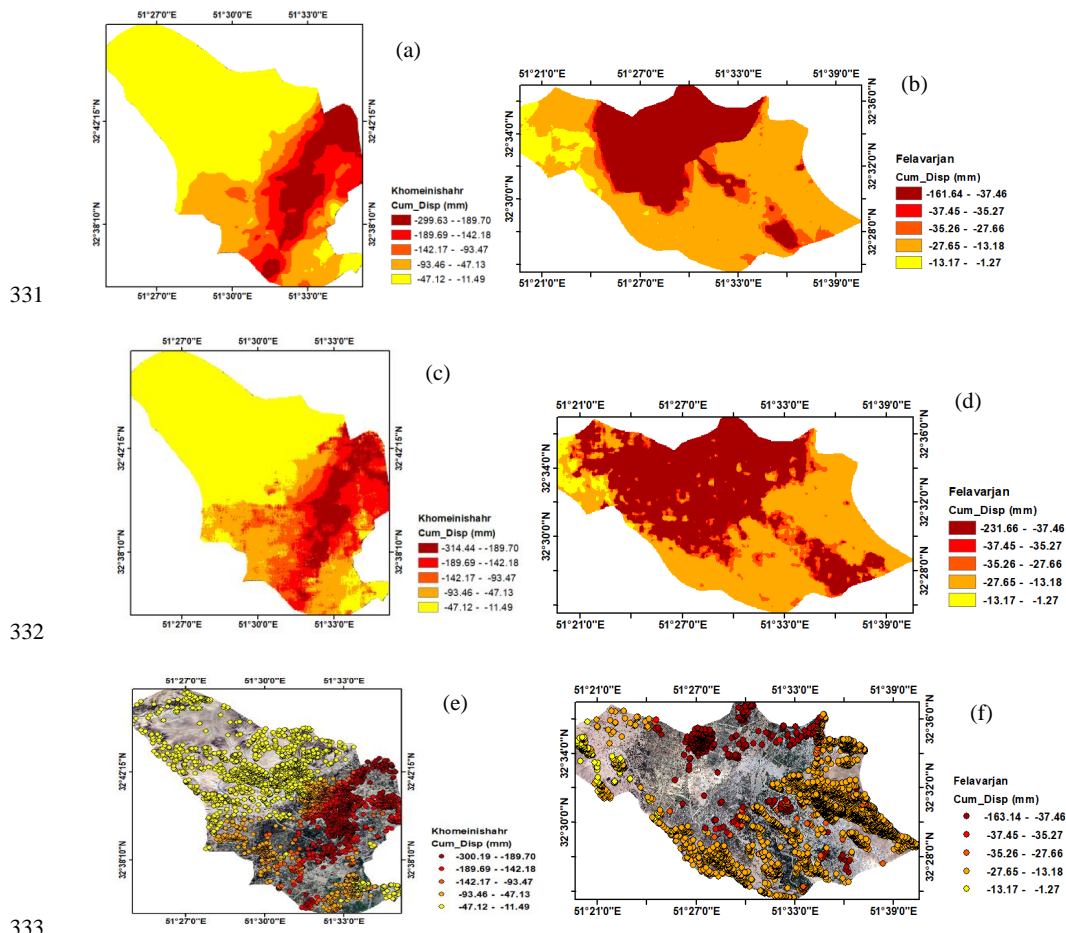 51°27'0"E 51°30'0"E 51°33'0"E
(a)
32°42'15"N
32°38'10"N
32°42'15"N
32°38'10"N
Khomeinishahr
Cum_Disp (mm)
-299.63 - -189.70
-189.69 - -142.18
-142.17 - -93.47
-93.46 - -47.13
-47.12 - -11.49
51°27'0"E 51°30'0"E 51°33'0"E
51°21'0"E 51°27'0"E 51°33'0"E 51°39'0"E
(b)
32°34'0"N
32°30'0"N
32°36'0"N
32°32'0"N
32°28'0"N
Felavarjan
Cum_Disp (mm)
-161.64 - -37.46
-37.45 - -35.27
-35.26 - -27.66
-27.65 - -13.18
-13.17 - -1.27
51°21'0"E 51°27'0"E 51°33'0"E 51°39'0"E
331
51°27'0"E 51°30'0"E 51°33'0"E
(c)
32°42'15"N
32°38'10"N
32°42'15"N
32°38'10"N
Khomeinishahr
Cum_Disp (mm)
-314.44 - -189.70
-189.69 - -142.18
-142.17 - -93.47
-93.46 - -47.13
-47.12 - -11.49
51°27'0"E 51°30'0"E 51°33'0"E
51°21'0"E 51°27'0"E 51°33'0"E 51°39'0"E
(d)
32°34'0"N
32°30'0"N
32°36'0"N
32°32'0"N
32°28'0"N
Felavarjan
Cum_Disp (mm)
-231.66 - -37.46
-37.45 - -35.27
-35.26 - -27.66
-27.65 - -13.18
-13.17 - -1.27
51°21'0"E 51°27'0"E 51°33'0"E 51°39'0"E
332
51°27'0"E 51°30'0"E 51°33'0"E
(e)
32°42'15"N
32°38'10"N
32°42'15"N
32°38'10"N
Khomeinishahr
Cum_Disp (mm)
-300.19 - -189.70
-189.69 - -142.18
-142.17 - -93.47
-93.46 - -47.13
-47.12 - -11.49
51°27'0"E 51°30'0"E 51°33'0"E
51°21'0"E 51°27'0"E 51°33'0"E 51°39'0"E
(f)
32°34'0"N
32°30'0"N
32°36'0"N
32°32'0"N
32°28'0"N
Felavarjan
Cum_Disp (mm)
-163.14 - -37.46
-37.45 - -35.27
-35.26 - -27.66
-27.65 - -13.18
-13.17 - -1.27
51°21'0"E 51°27'0"E 51°33'0"E 51°39'0"E
333